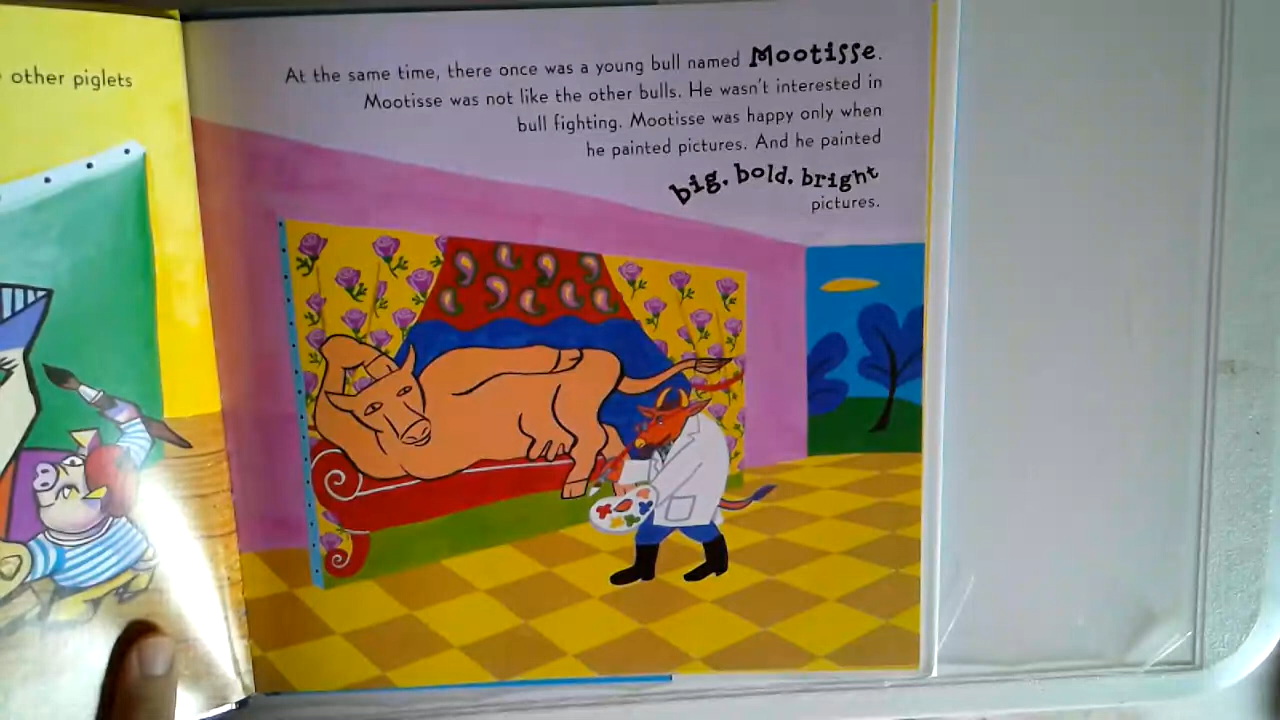 other piglets
At the same time, there once was a young bull named Mootisse.
Mootisse was not like the other bulls. He wasn't interested in
bull fighting. Mootisse was happy only when
he painted pictures. And he painted
big, bold, bright
pictures.